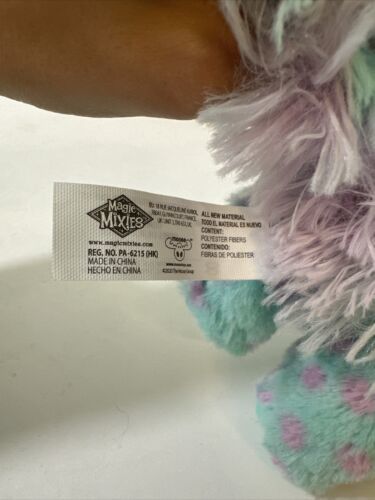 Magic
MIXIES
www.magicmixies.com
REG. NO. PA-6215 (HK)
MADE IN CHINA
HECHO EN CHINA
moose
ALL NEW MATERIAL
TODO EL MATERIAL ES NUEVO
CONTENT:
POLYESTER FIBERS
CONTENIDO:
FIBRAS DE POLIESTER